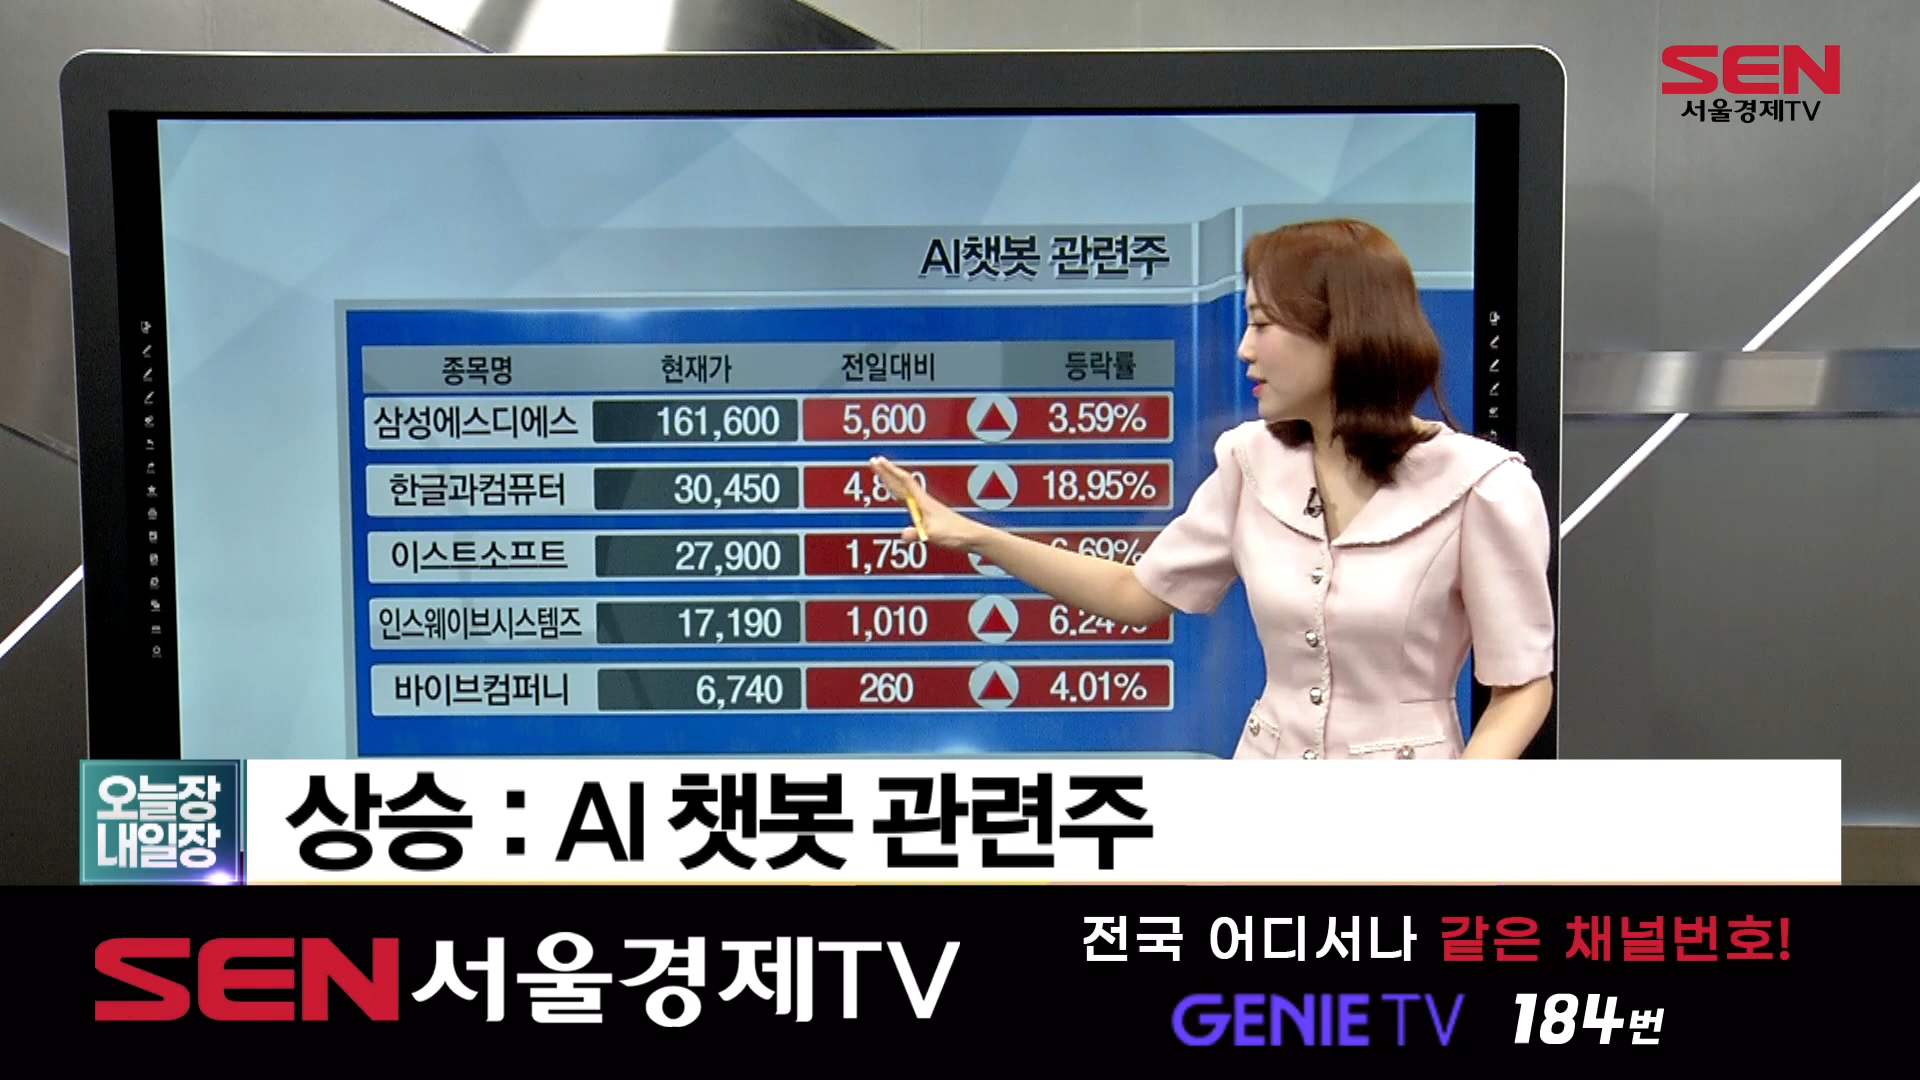 SEN
서울경제TV
AI챗봇 관련주
종목명 현재가 전일대비 등락률
삼성에스디에스 161,600 5,600 ▲ 3.59%
한글과컴퓨터 30,450 ▲ 18.95%
이스트소프트 27,900 1,750 6.69%
인스웨이브시스템즈 17,190 1,010 ▲ 6.24%
바이브컴퍼니 6,740 260 ▲ 4.01%
오늘장
내일장
상승 : AI 챗봇 관련주
SEN 서울경제TV
전국 어디서나 같은 채널번호!
GENIE TV 184번